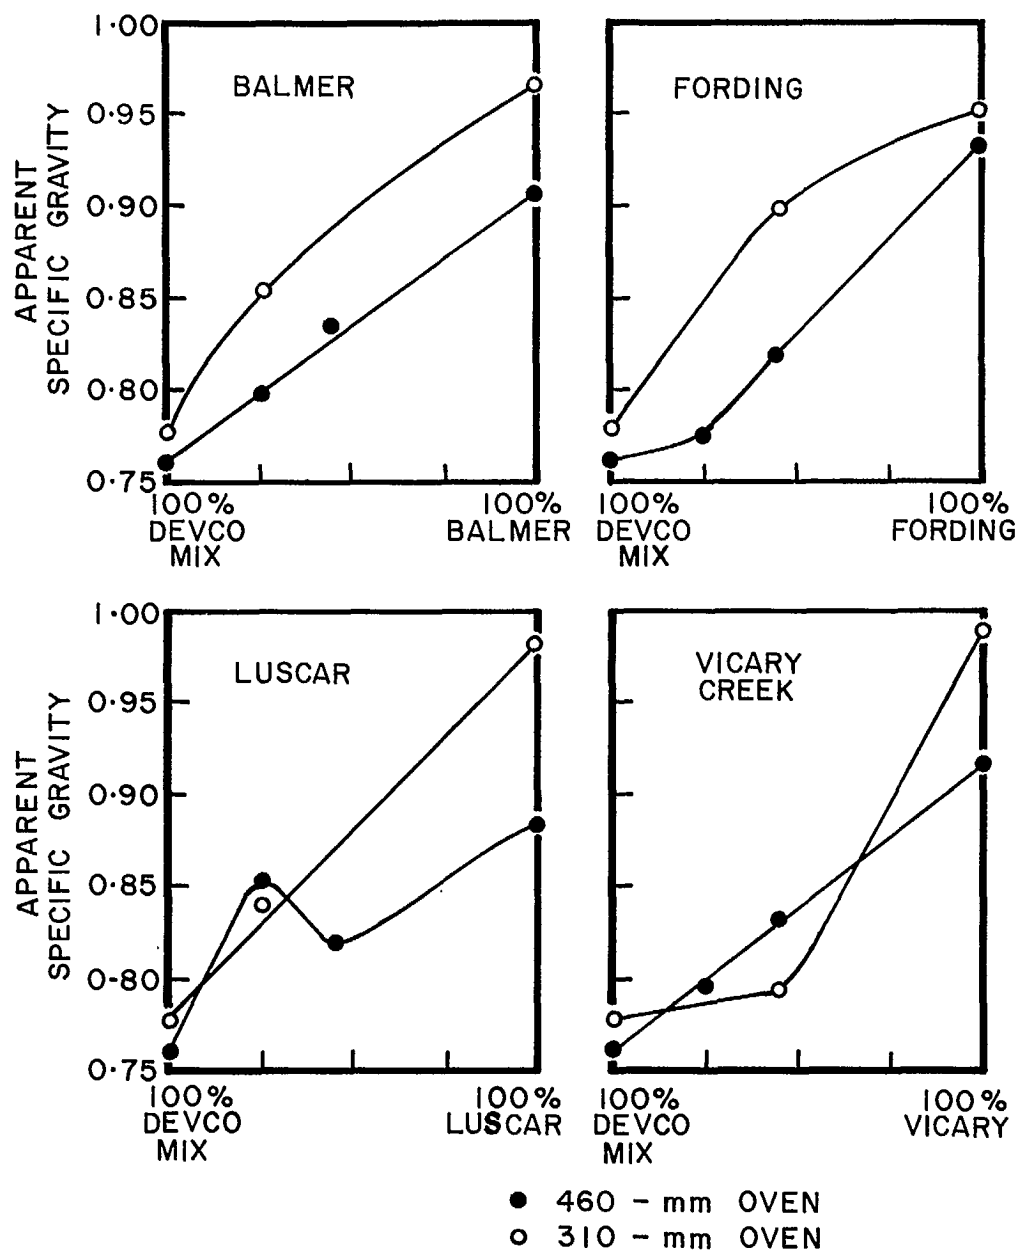 APPARENT
SPECIFIC GRAVITY
1.00
0.95
0.90
0.85
0.80
0.75
BALMER
100%
DEVCO
MIX
100%
BALMER
FORDING
100%
DEVCO
MIX
100%
FORDING
APPARENT
SPECIFIC GRAVITY
1.00
0.95
0.90
0.85
0.80
0.75
LUSCAR
100%
DEVCO
MIX
100%
LUSCAR
VICARY
CREEK
100%
DEVCO
MIX
100%
VICARY
460 - mm OVEN
310 - mm OVEN